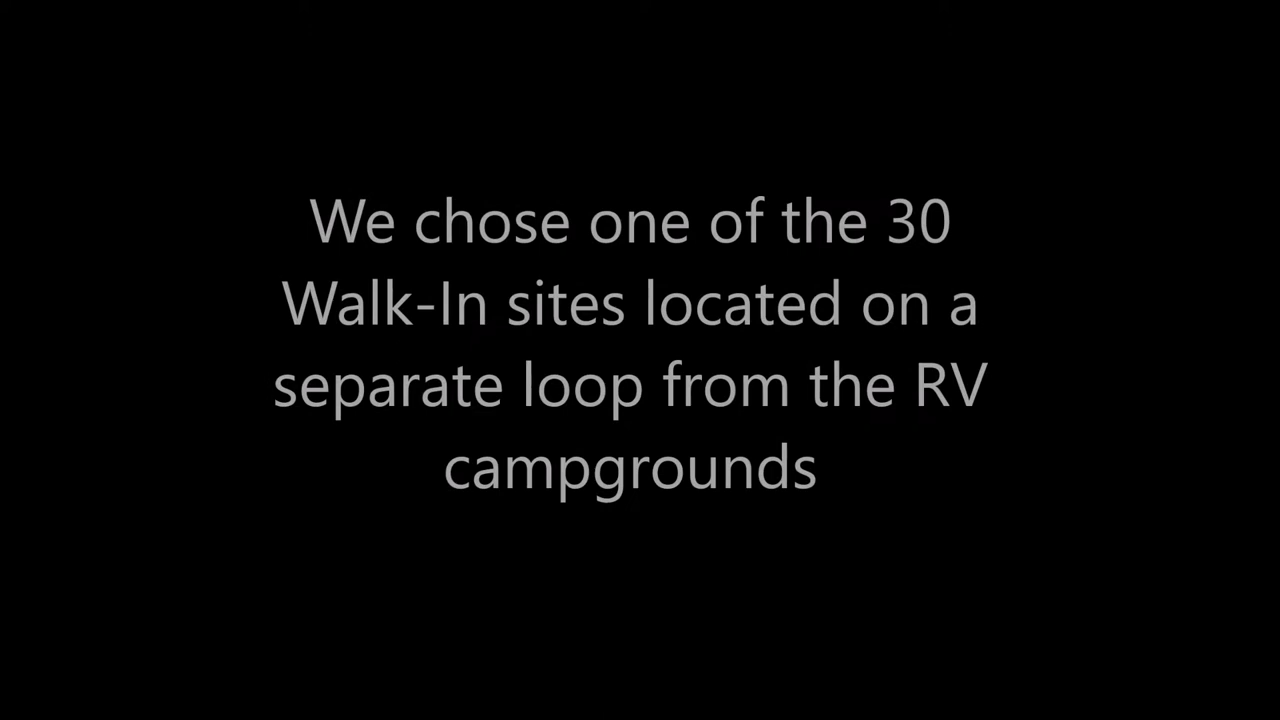 We chose one of the 30
Walk-In sites located on a
separate loop from the RV
campgrounds